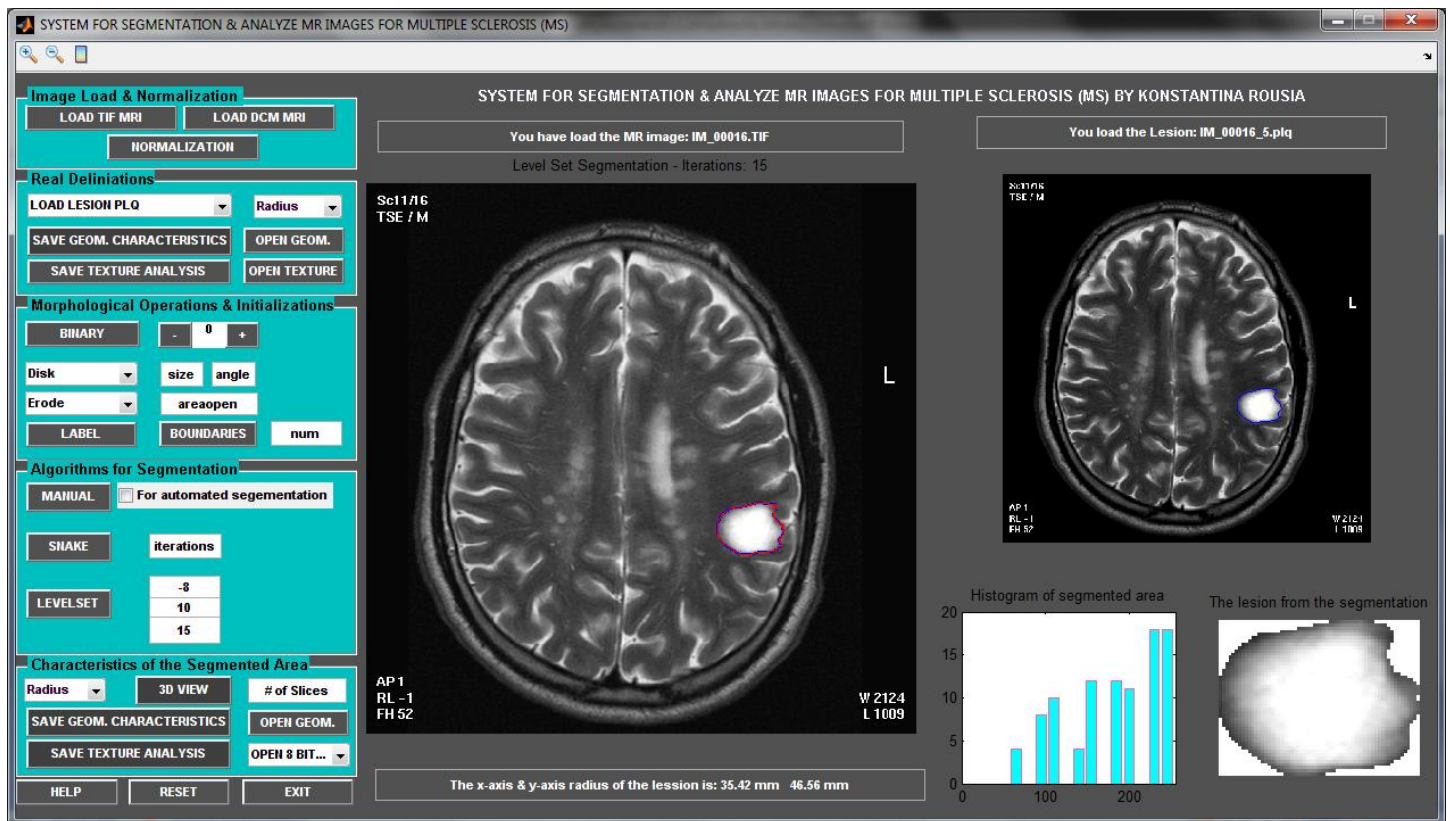 SYSTEM FOR SEGMENTATION & ANALYZE MR IMAGES FOR MULTIPLE SCLEROSIS (MS)
Image Load & Normalization
LOAD TIF MRI LOAD DCM MRI
NORMALIZATION
Real Deliniations
LOAD LESION PLQ Radius
SAVE GEOM. CHARACTERISTICS OPEN GEOM.
SAVE TEXTURE ANALYSIS OPEN TEXTURE
Morphological Operations & Initializations
BINARY - 0 +
Disk size angle
Erode areaopen
LABEL BOUNDARIES num
Algorithms for Segmentation
MANUAL For automated segementation
SNAKE iterations
LEVELSET
-8
10
15
Characteristics of the Segmented Area
Radius 3D VIEW # of Slices
SAVE GEOM. CHARACTERISTICS OPEN GEOM.
SAVE TEXTURE ANALYSIS OPEN 8 BIT...
HELP RESET EXIT
SYSTEM FOR SEGMENTATION & ANALYZE MR IMAGES FOR MULTIPLE SCLEROSIS (MS) BY KONSTANTINA ROUSIA
You have load the MR image: IM_00016.TIF
Level Set Segmentation - Iterations: 15
Sc11/16
TSE / M
L
AP 1
RL -1
FH 52
W 2124
L 1009
The x-axis & y-axis radius of the lession is: 35.42 mm 46.56 mm
You load the Lesion: IM_00016_5.plq
Sc11/16
TSE / M
L
AP 1
RL -1
FH 52
W 2124
L 1009
Histogram of segmented area
20
15
10
5
0
0 100 200
The lesion from the segmentation